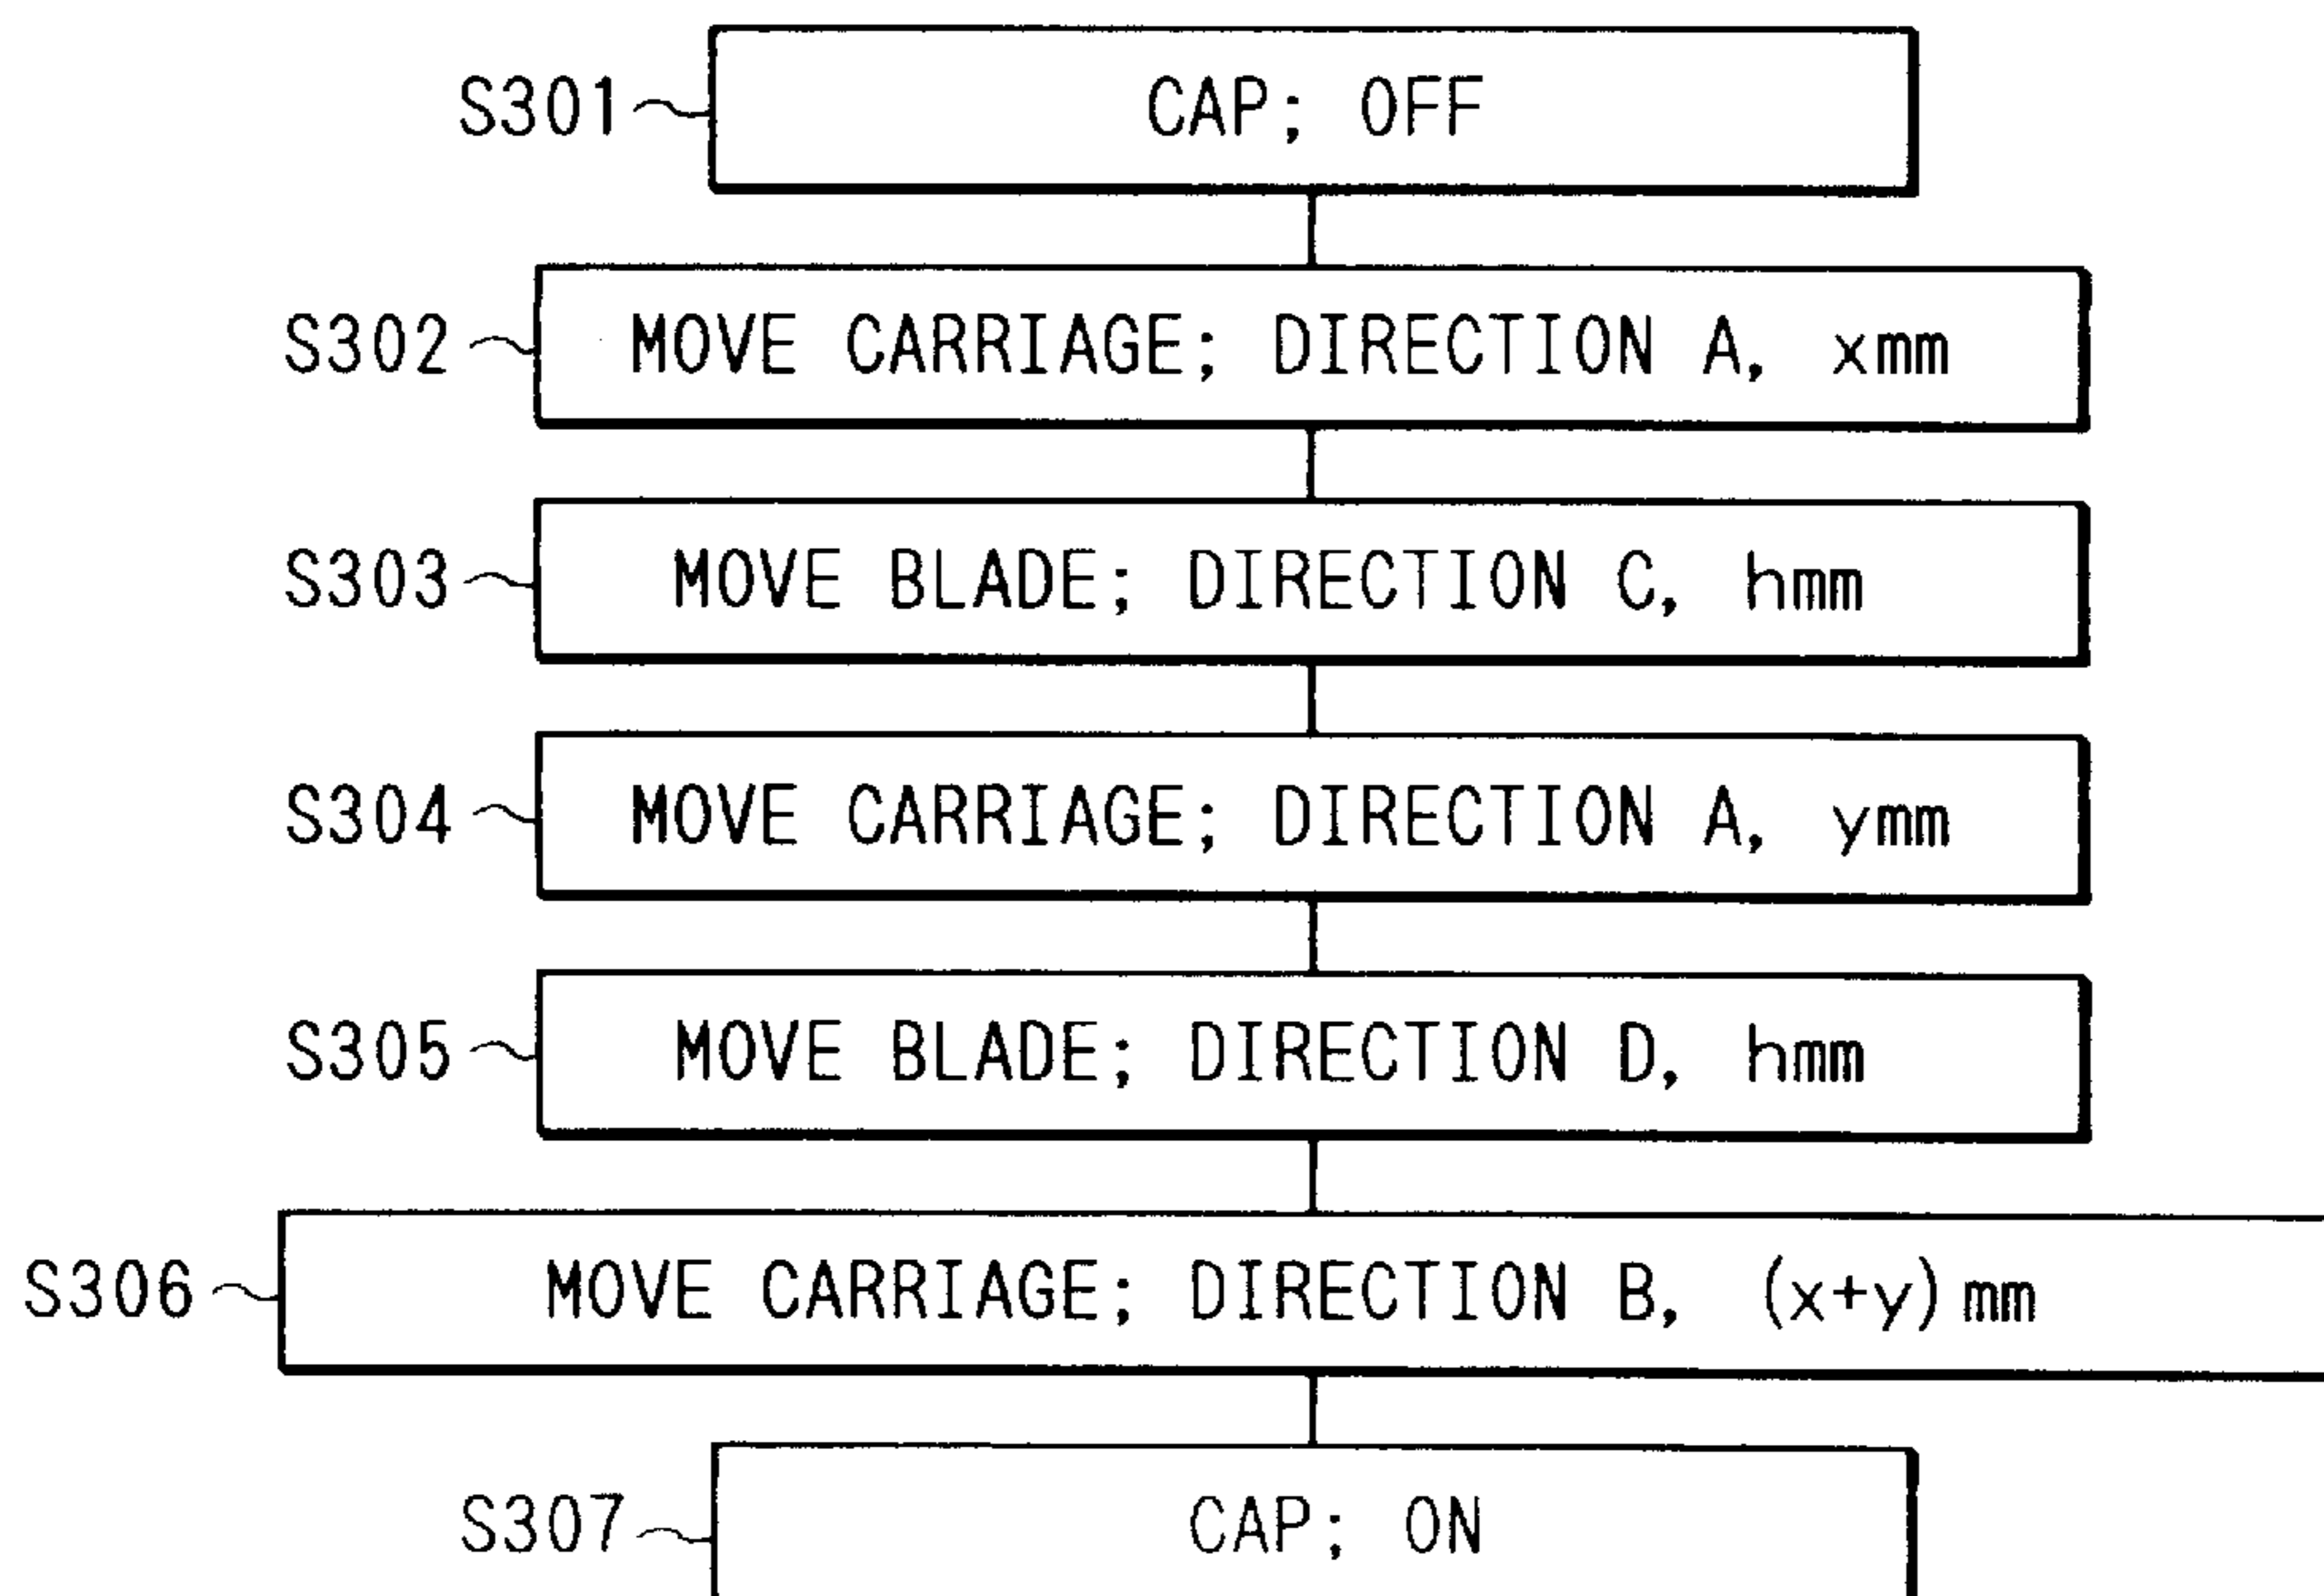 S301 CAP; OFF
S302 MOVE CARRIAGE; DIRECTION A, xmm
S303 MOVE BLADE; DIRECTION C, hmm
S304 MOVE CARRIAGE; DIRECTION A, ymm
S305 MOVE BLADE; DIRECTION D, hmm
S306 MOVE CARRIAGE; DIRECTION B, (x+y)mm
S307 CAP; ON